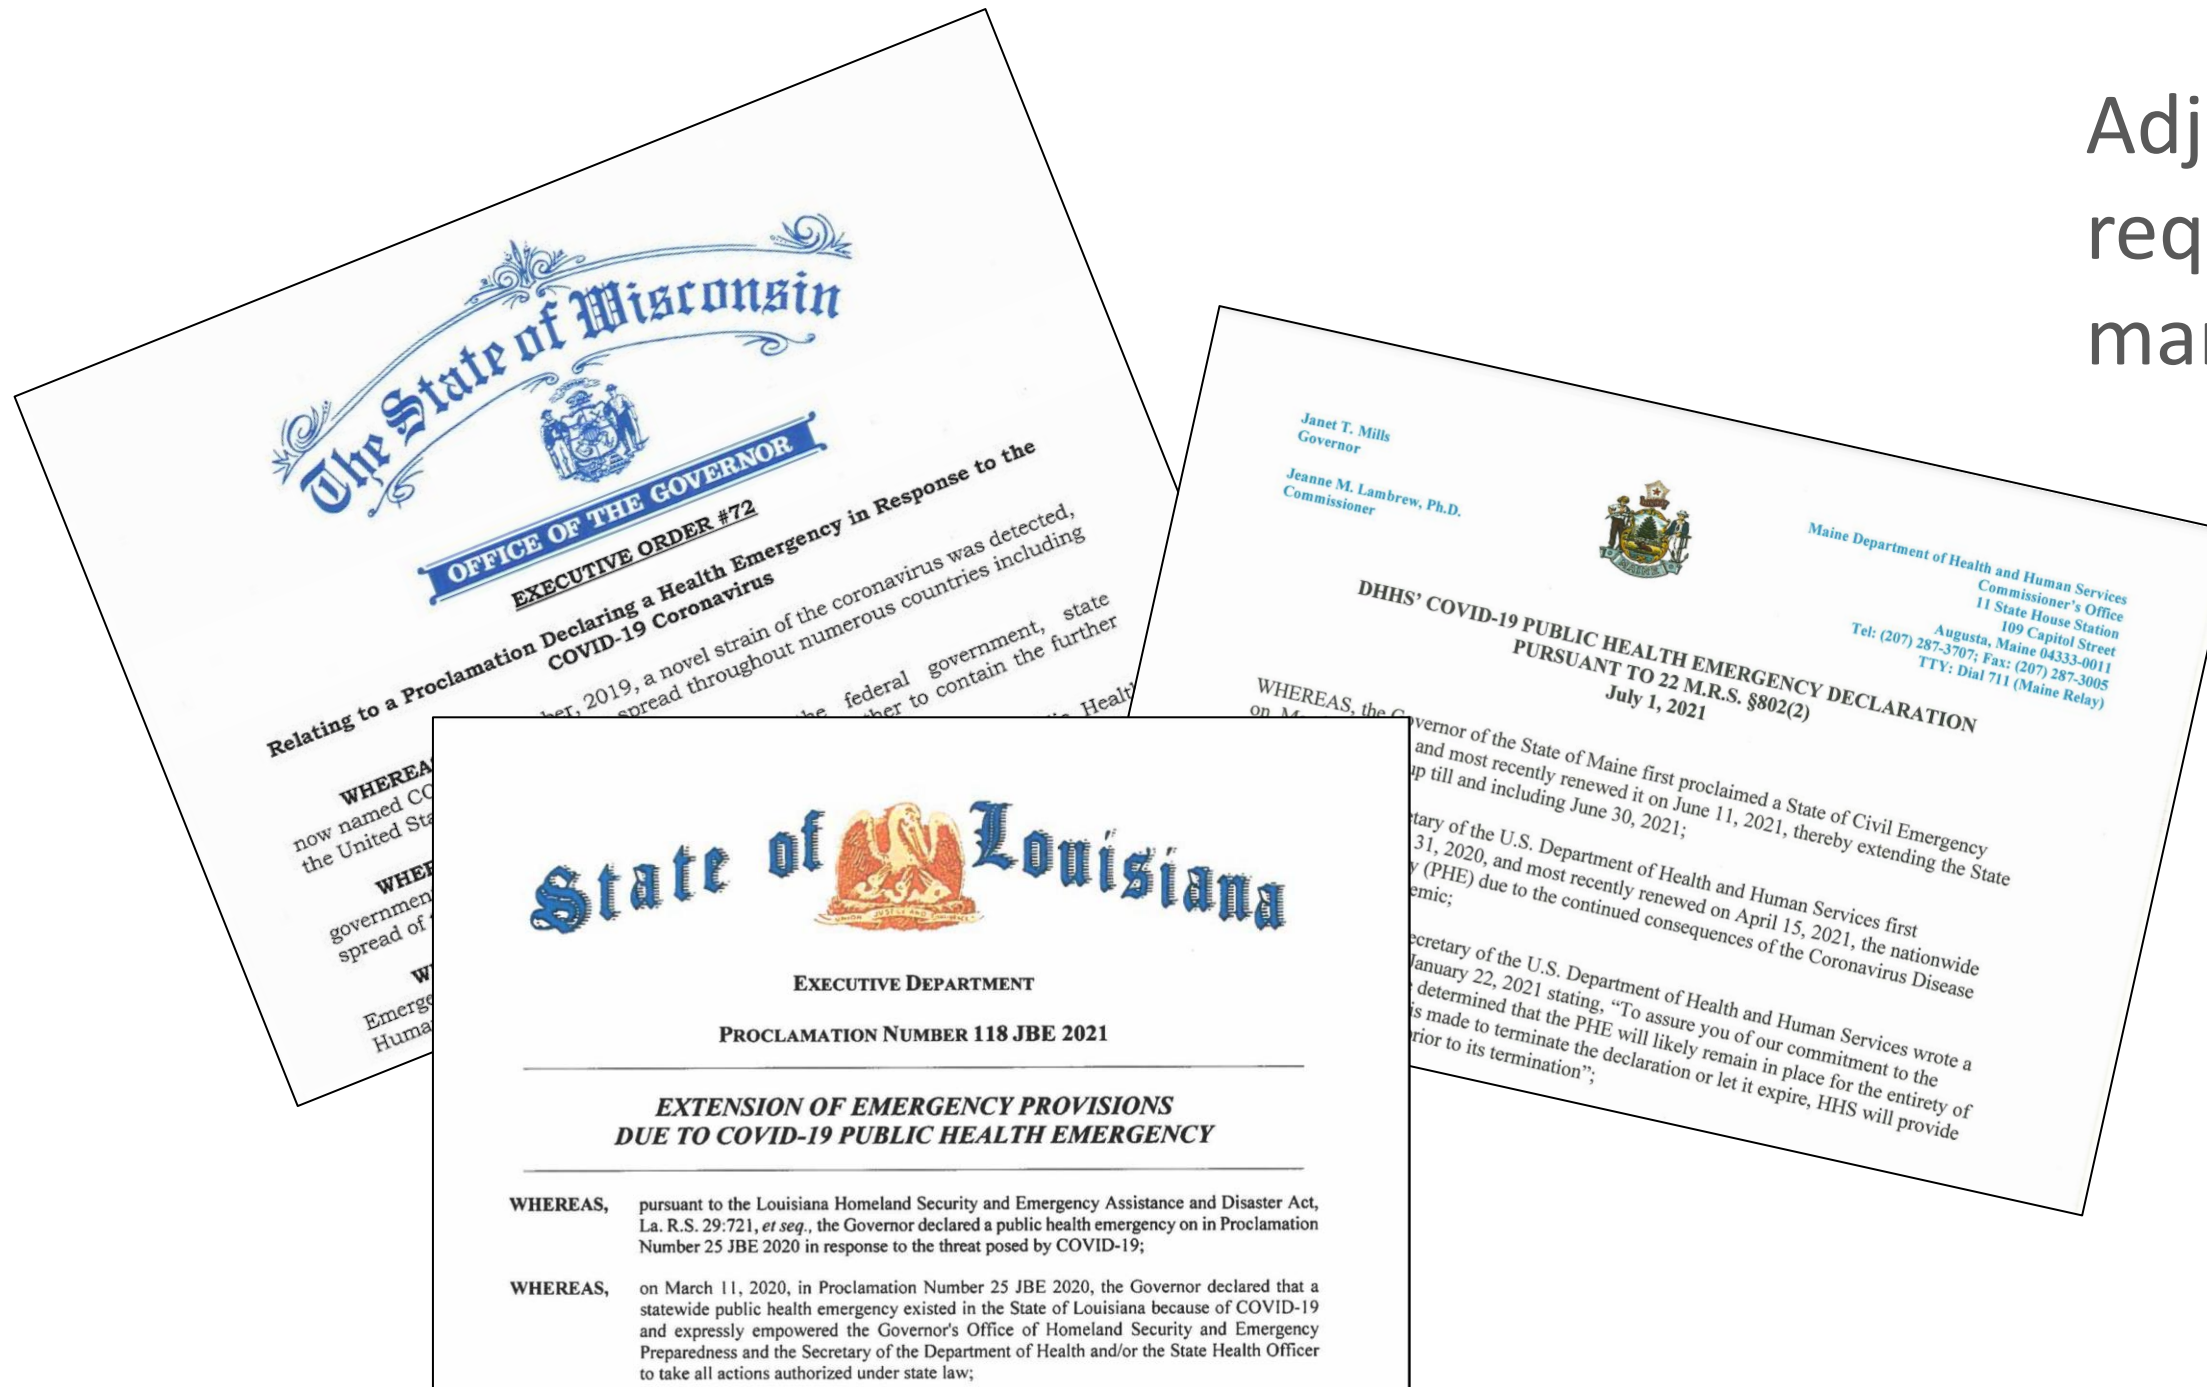 The State of Wisconsin
OFFICE OF THE GOVERNOR
EXECUTIVE ORDER #72
Relating to a Proclamation Declaring a Health Emergency in Response to the
COVID-19 Coronavirus
2019, a novel strain of the coronavirus was detected,
now named
spread throughout numerous countries including
the United
federal government, state
to contain the further
spread of
Janet T. Mills
Governor
Jeanne M. Lambrew, Ph.D.
Commissioner
Maine Department of Health and Human Services
Commissioner's Office
11 State House Station
109 Capitol Street
Augusta, Maine 04333-0011
Tel: (207) 287-3707; Fax: (207) 287-3005
TTY: Dial 711 (Maine Relay)
DHHS' COVID-19 PUBLIC HEALTH EMERGENCY DECLARATION
PURSUANT TO 22 M.R.S. §802(2)
July 1, 2021
WHEREAS, the Governor of the State of Maine first proclaimed a State of Civil Emergency
on
and most recently renewed it on June 11, 2021, thereby extending the State
up till and including June 30, 2021;
of the U.S. Department of Health and Human Services first
31, 2020, and most recently renewed on April 15, 2021, the nationwide
(PHE) due to the continued consequences of the Coronavirus Disease
of the U.S. Department of Health and Human Services wrote a
January 22, 2021 stating, “To assure you of our commitment to the
determined that the PHE will likely remain in place for the entirety of
is made to terminate the declaration or let it expire, HHS will provide
prior to its termination”;
State of Louisiana
UNION JUSTICE AND CONFIDENCE
EXECUTIVE DEPARTMENT
PROCLAMATION NUMBER 118 JBE 2021
EXTENSION OF EMERGENCY PROVISIONS
DUE TO COVID-19 PUBLIC HEALTH EMERGENCY
WHEREAS, pursuant to the Louisiana Homeland Security and Emergency Assistance and Disaster Act,
La. R.S. 29:721, et seq., the Governor declared a public health emergency on in Proclamation
Number 25 JBE 2020 in response to the threat posed by COVID-19;
WHEREAS, on March 11, 2020, in Proclamation Number 25 JBE 2020, the Governor declared that a
statewide public health emergency existed in the State of Louisiana because of COVID-19
and expressly empowered the Governor's Office of Homeland Security and Emergency
Preparedness and the Secretary of the Department of Health and/or the State Health Officer
to take all actions authorized under state law;